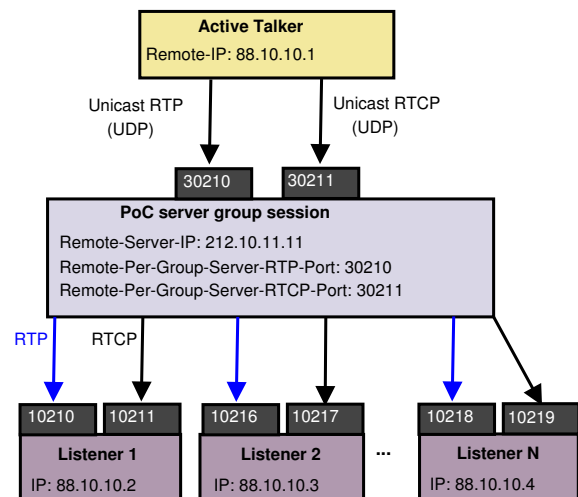 Active Talker
Remote-IP: 88.10.10.1
Unicast RTP
(UDP)
Unicast RTCP
(UDP)
30210
30211
PoC server group session
Remote-Server-IP: 212.10.11.11
Remote-Per-Group-Server-RTP-Port: 30210
Remote-Per-Group-Server-RTCP-Port: 30211
RTP
RTCP
10210
10211
10216
10217
10218
10219
Listener 1
IP: 88.10.10.2
Listener 2
IP: 88.10.10.3
...
Listener N
IP: 88.10.10.4